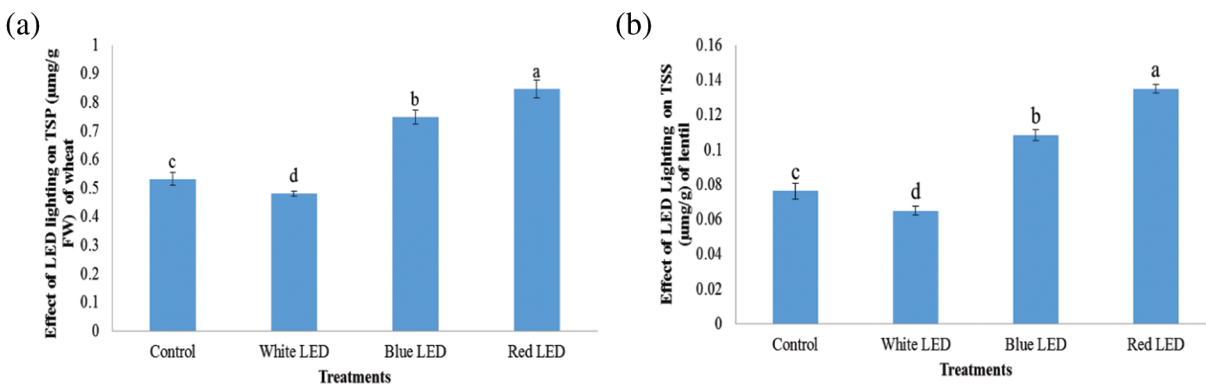 (a)
Effect of LED lighting on TSP (µmg/g
FW) of wheat
1
0.9
0.8
0.7
0.6
0.5
0.4
0.3
0.2
0.1
0
c
d
b
a
Control
White LED
Blue LED
Red LED
Treatments
(b)
Effect of LED Lighting on TSS
(µmg/g) of lentil
0.16
0.14
0.12
0.1
0.08
0.06
0.04
0.02
0
c
d
b
a
Control
White LED
Blue LED
Red LED
Treatments